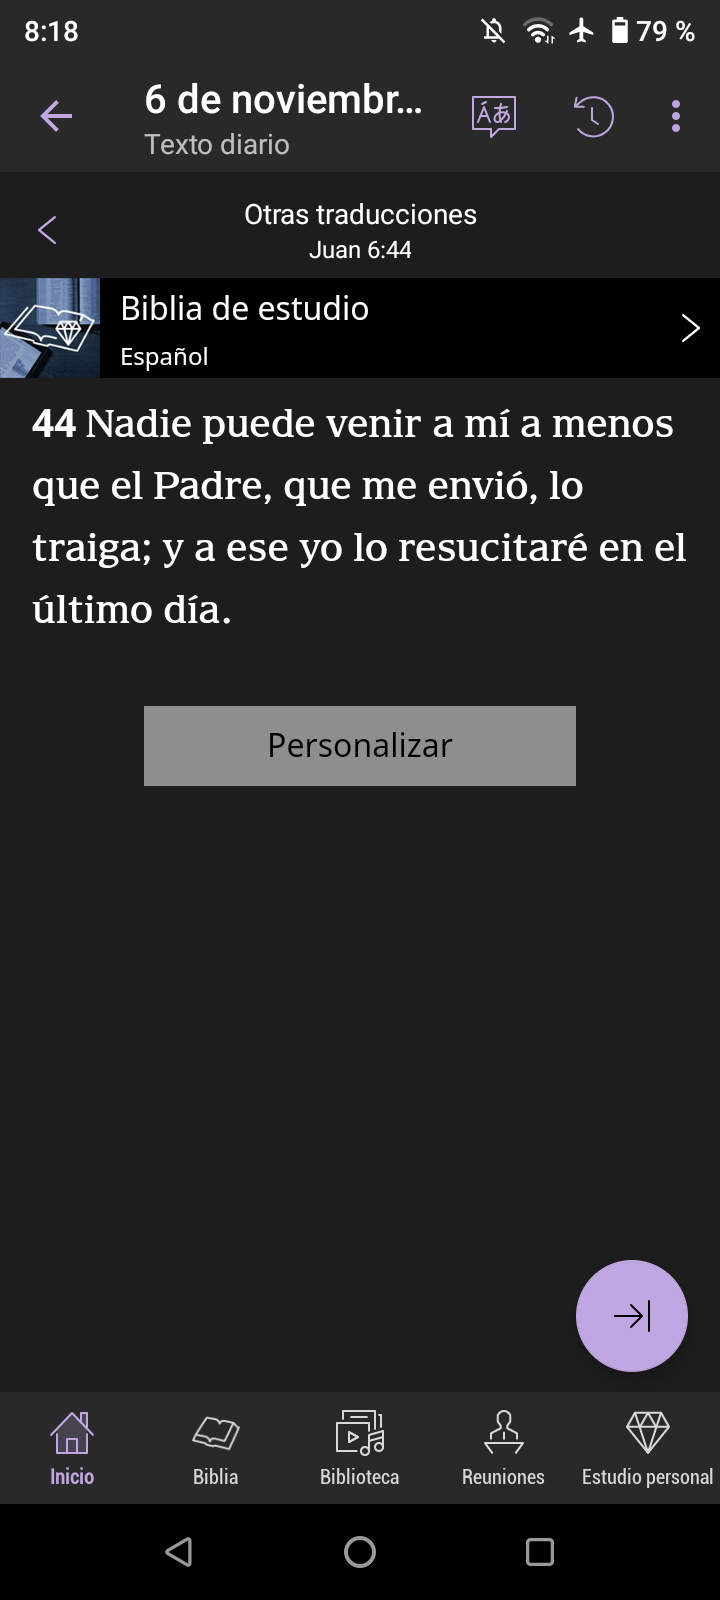 8:18
79 %
6 de noviembr...
Texto diario
Áあ
Otras traducciones
Juan 6:44
Biblia de estudio
Español
44 Nadie puede venir a mí a menos
que el Padre, que me envió, lo
traiga; y a ese yo lo resucitaré en el
último día.
Personalizar
Inicio
Biblia
Biblioteca
Reuniones
Estudio personal